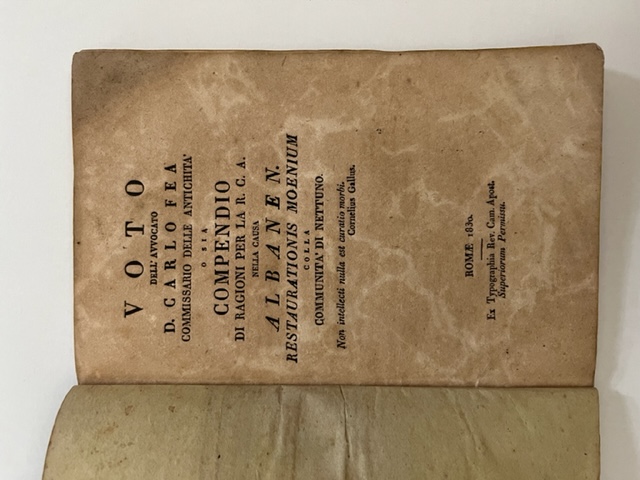 VOTO
DELL' AVVOCATO
D. CARLO FEA
COMMISSARIO DELLE ANTICHITA'
O SIA
COMPENDIO
DI RAGIONI PER LA R. C. A.
NELLA CAUSA
ALBANEN.
RESTAURATIONIS MOENIUM
COLLA
COMMUNITA' DI NETTUNO.
Non intellecti nulla est curatio morbi.
Cornelius Gallus.
ROMÆ 1830.
Ex Typographia Rev. Cam. Apost.
Superiorum Permissu.